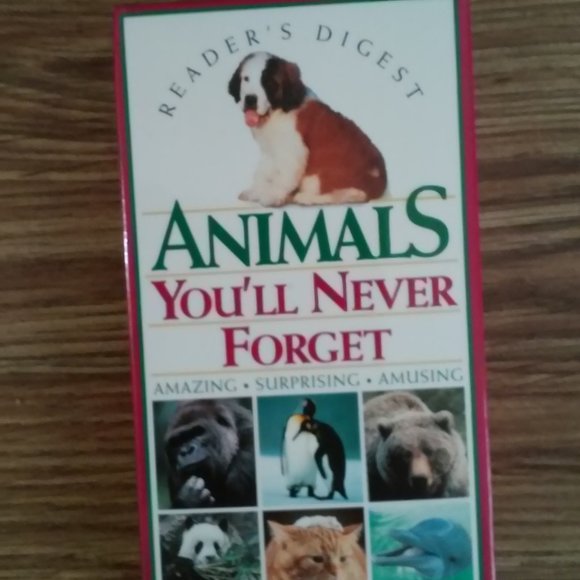 READER'S DIGEST
ANIMALS
YOU'LL NEVER
FORGET
AMAZING • SURPRISING • AMUSING